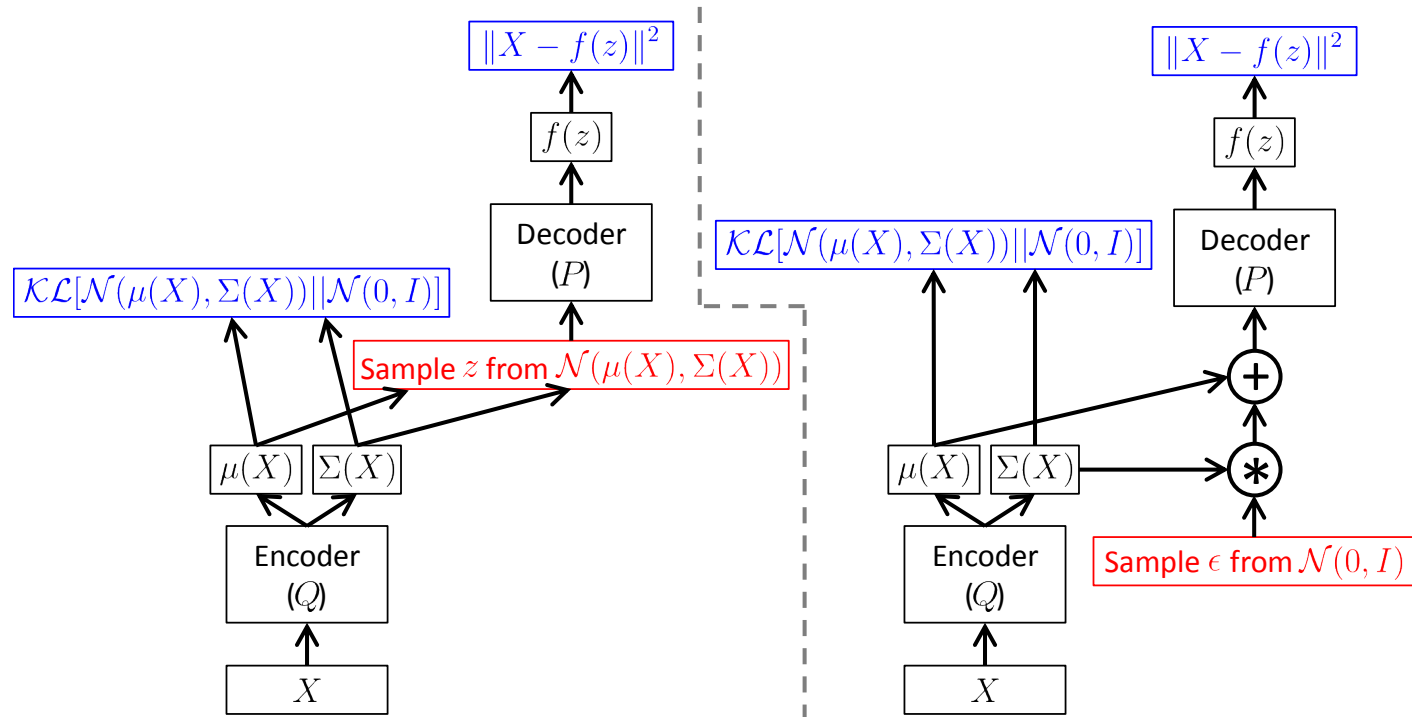 ‖X − f(z)‖²
f(z)
Decoder
(P)
𝒦ℒ[𝒩(μ(X), Σ(X))||𝒩(0, I)]
Sample z from 𝒩(μ(X), Σ(X))
μ(X)
Σ(X)
Encoder
(Q)
X
‖X − f(z)‖²
f(z)
Decoder
(P)
𝒦ℒ[𝒩(μ(X), Σ(X))||𝒩(0, I)]
+
μ(X)
Σ(X)
*
Encoder
(Q)
Sample ϵ from 𝒩(0, I)
X